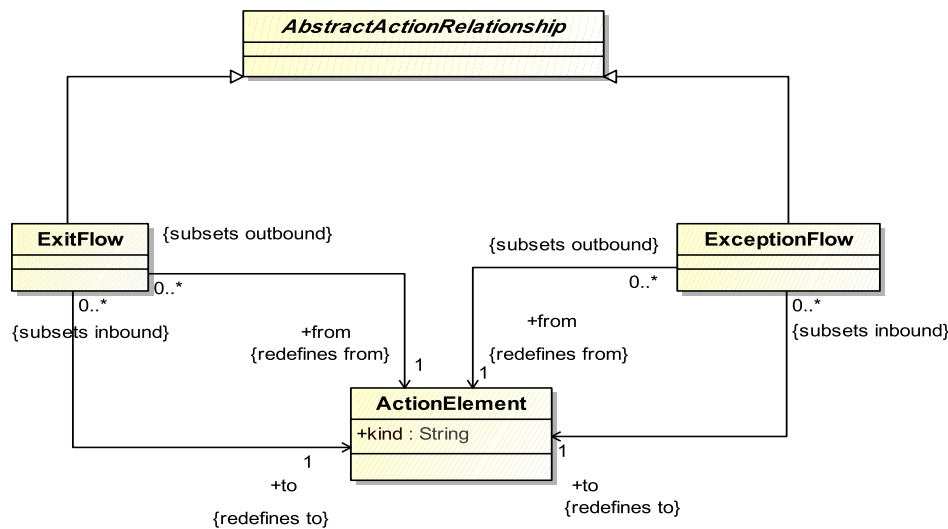 AbstractActionRelationship
ExitFlow
{subsets outbound}
0..*
0..*
{subsets inbound}
ExceptionFlow
{subsets outbound}
0..*
0..*
{subsets inbound}
+from
{redefines from}
1
+from
{redefines from}
1
ActionElement
+kind : String
1
+to
{redefines to}
1
+to
{redefines to}